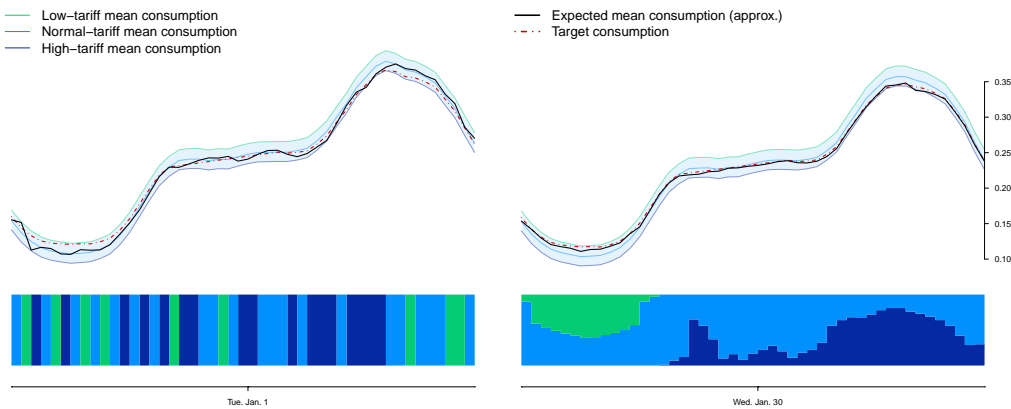 Low−tariff mean consumption
Normal−tariff mean consumption
High−tariff mean consumption
Expected mean consumption (approx.)
Target consumption
0.35
0.30
0.25
0.20
0.15
0.10
Tue. Jan. 1
Wed. Jan. 30